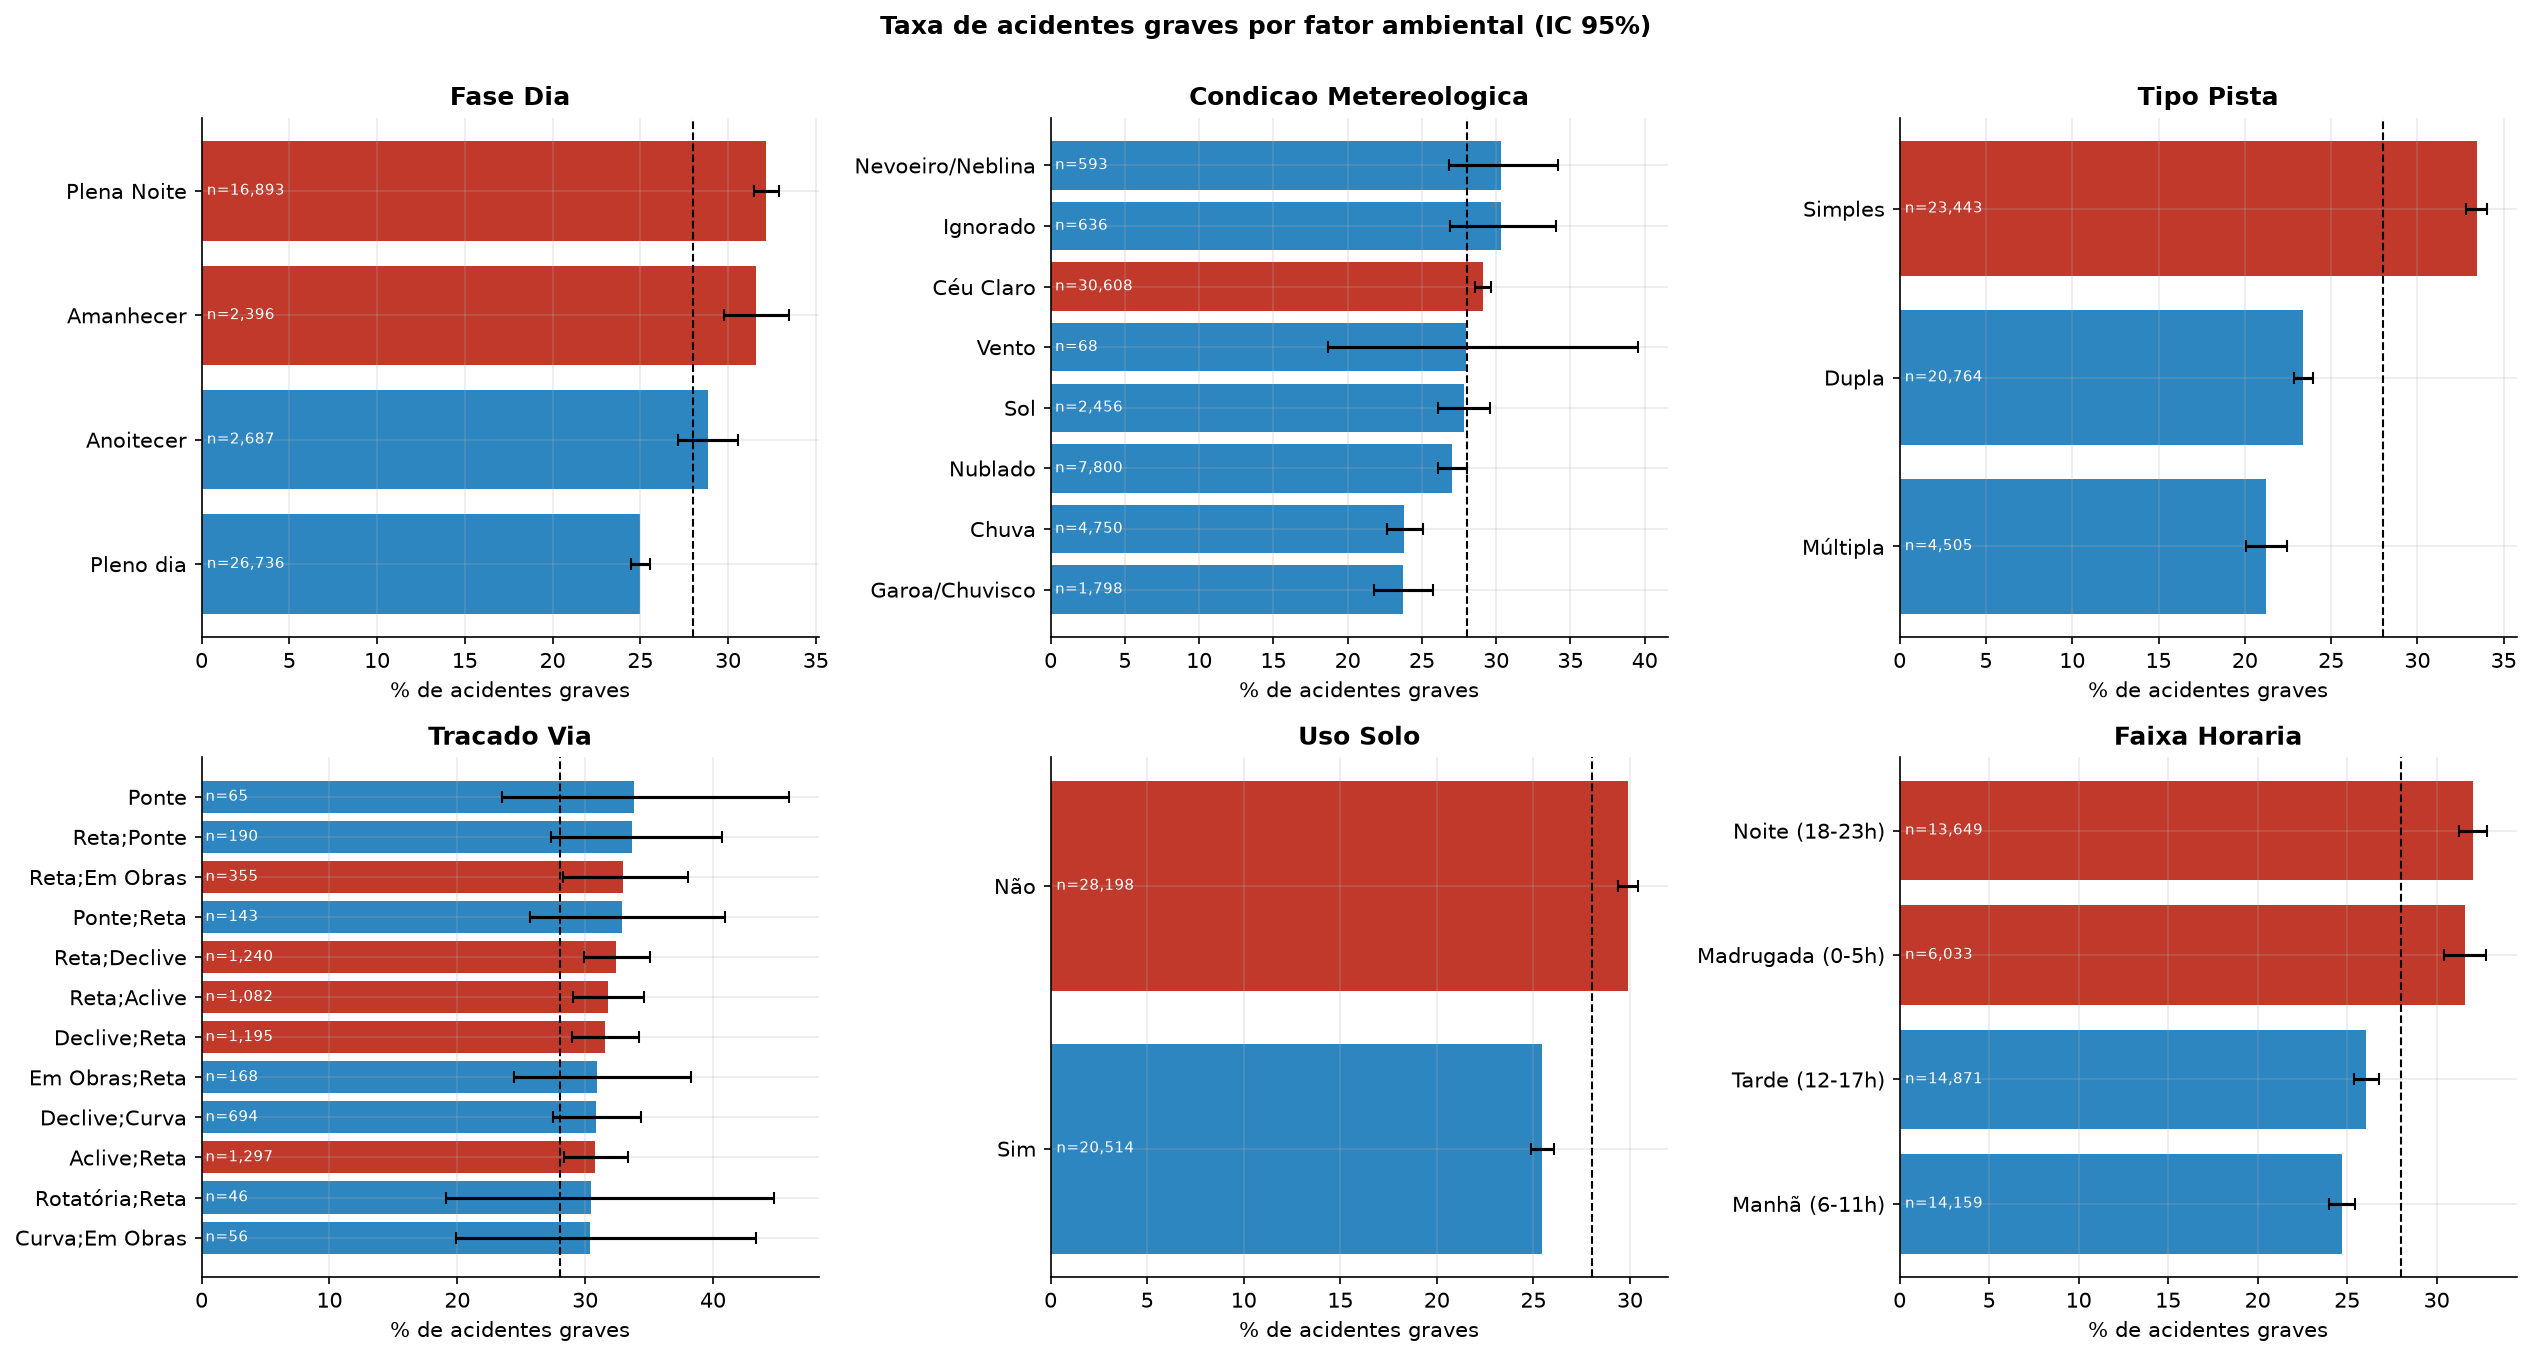 Taxa de acidentes graves por fator ambiental (IC 95%)
Fase Dia
Plena Noite
n=16,893
Amanhecer
n=2,396
Anoitecer
n=2,687
Pleno dia
n=26,736
0 5 10 15 20 25 30 35
% de acidentes graves
Condicao Metereologica
Nevoeiro/Neblina
n=593
Ignorado
n=636
Céu Claro
n=30,608
Vento
n=68
Sol
n=2,456
Nublado
n=7,800
Chuva
n=4,750
Garoa/Chuvisco
n=1,798
0 5 10 15 20 25 30 35 40
% de acidentes graves
Tipo Pista
Simples
n=23,443
Dupla
n=20,764
Múltipla
n=4,505
0 5 10 15 20 25 30 35
% de acidentes graves
Tracado Via
Ponte
n=65
Reta;Ponte
n=190
Reta;Em Obras
n=355
Ponte;Reta
n=143
Reta;Declive
n=1,240
Reta;Aclive
n=1,082
Declive;Reta
n=1,195
Em Obras;Reta
n=168
Declive;Curva
n=694
Aclive;Reta
n=1,297
Rotatória;Reta
n=46
Curva;Em Obras
n=56
0 10 20 30 40
% de acidentes graves
Uso Solo
Não
n=28,198
Sim
n=20,514
0 5 10 15 20 25 30
% de acidentes graves
Faixa Horaria
Noite (18-23h)
n=13,649
Madrugada (0-5h)
n=6,033
Tarde (12-17h)
n=14,871
Manhã (6-11h)
n=14,159
0 5 10 15 20 25 30
% de acidentes graves